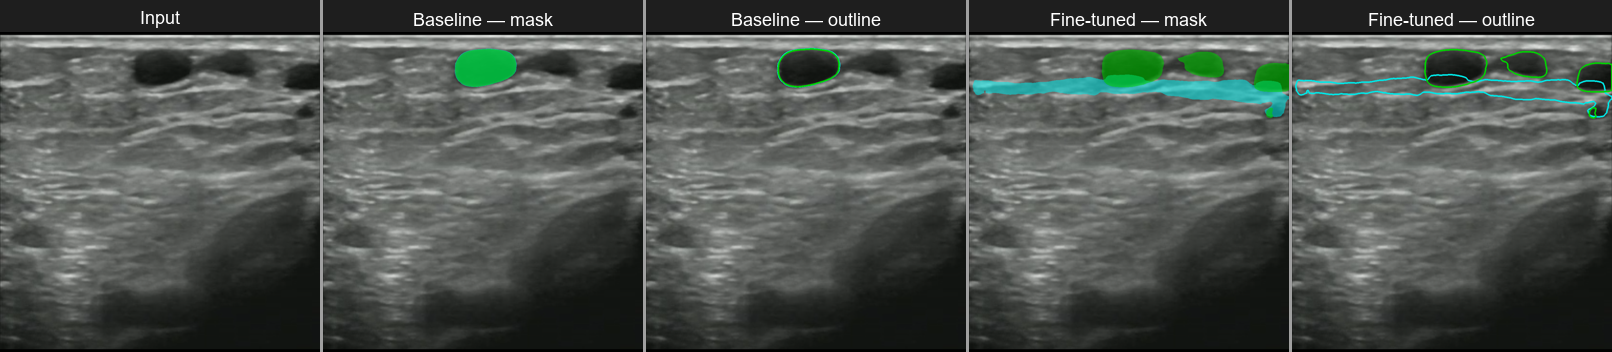 Input
Baseline — mask
Baseline — outline
Fine-tuned — mask
Fine-tuned — outline